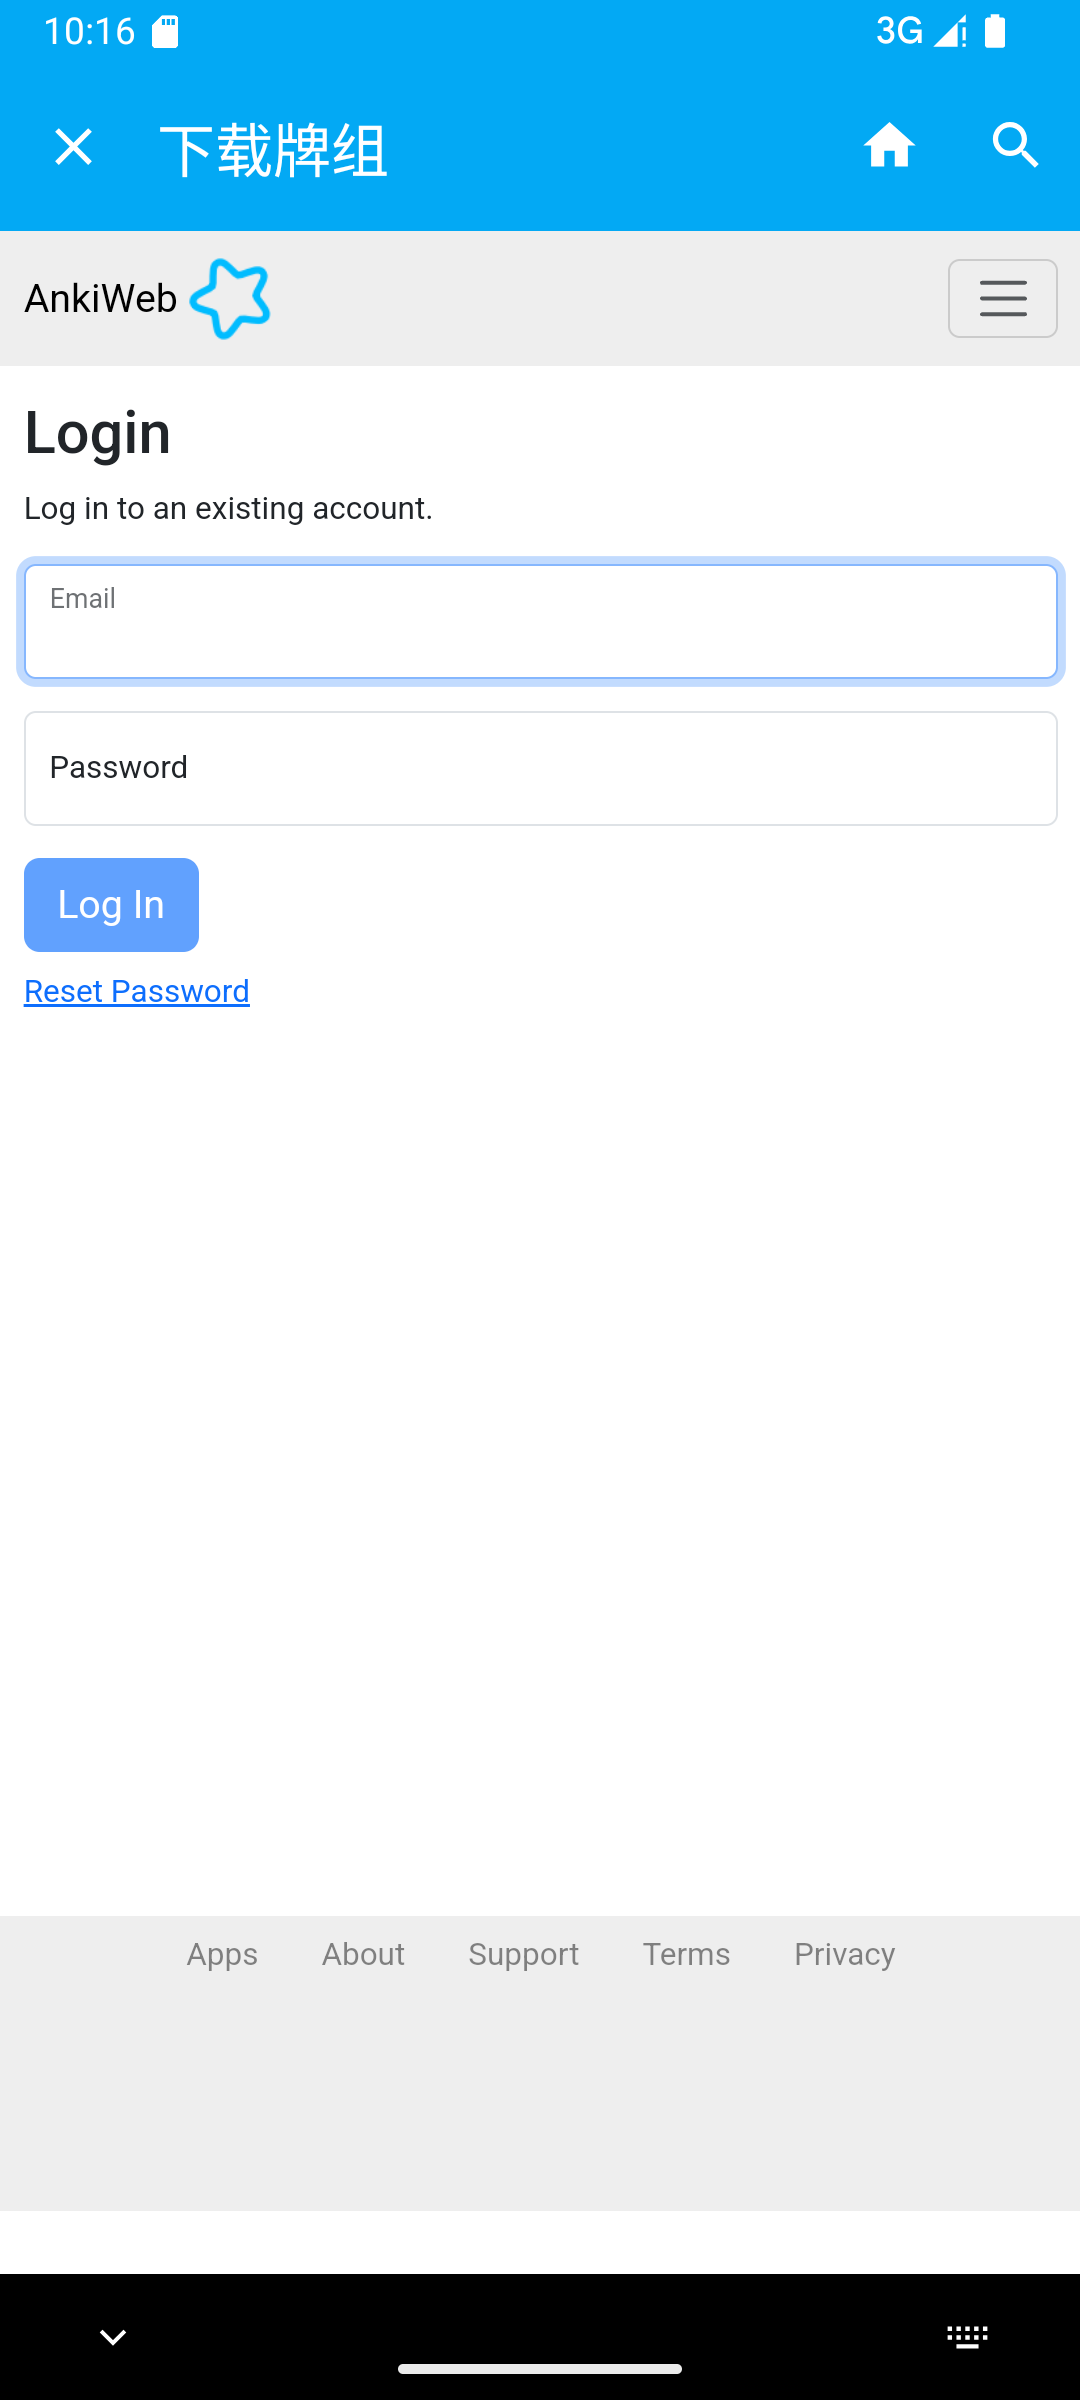 10:16
3G
下载牌组
AnkiWeb
Login
Log in to an existing account.
Email
Password
Log In
Reset Password
Apps About Support Terms Privacy